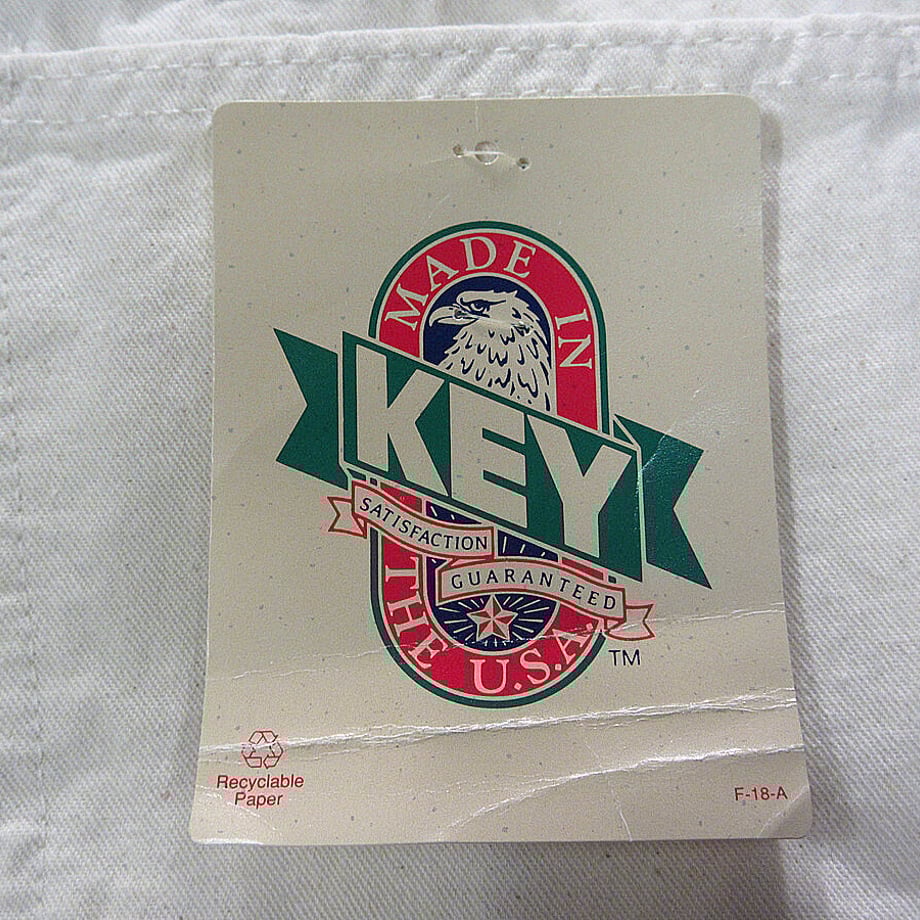 MADE IN
KEY
SATISFACTION
GUARANTEED
THE U.S.A.
TM
Recyclable
Paper
F-18-A